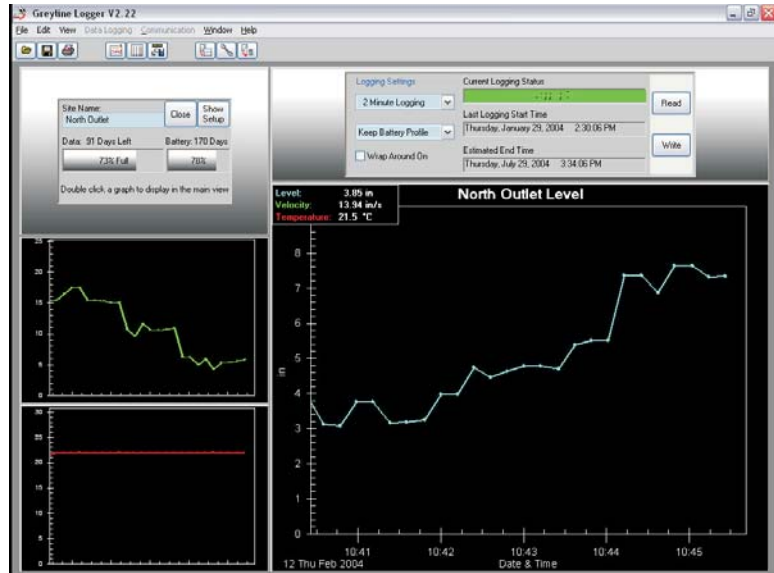 Greyline Logger V2.22
File Edit View Data Logging Communication Window Help
Site Name:
North Outlet
Close
Show Setup
Data: 91 Days Left
Battery: 170 Days
73% Full
78%
Double click a graph to display in the main view
Logging Settings
2 Minute Logging
Keep Battery Profile
Wrap Around On
Current Logging Status
Last Logging Start Time
Thursday, January 29, 2004 2:30:06 PM
Estimated End Time
Thursday, July 29, 2004 3:34:06 PM
Read
Write
25
20
15
10
5
0
30
25
20
15
10
5
0
Level: 3.85 in
Velocity: 13.94 in/s
Temperature: 21.5 °C
North Outlet Level
8
7
6
5
4
3
2
1
0
in
10:41 10:42 10:43 10:44 10:45
12 Thu Feb 2004
Date & Time